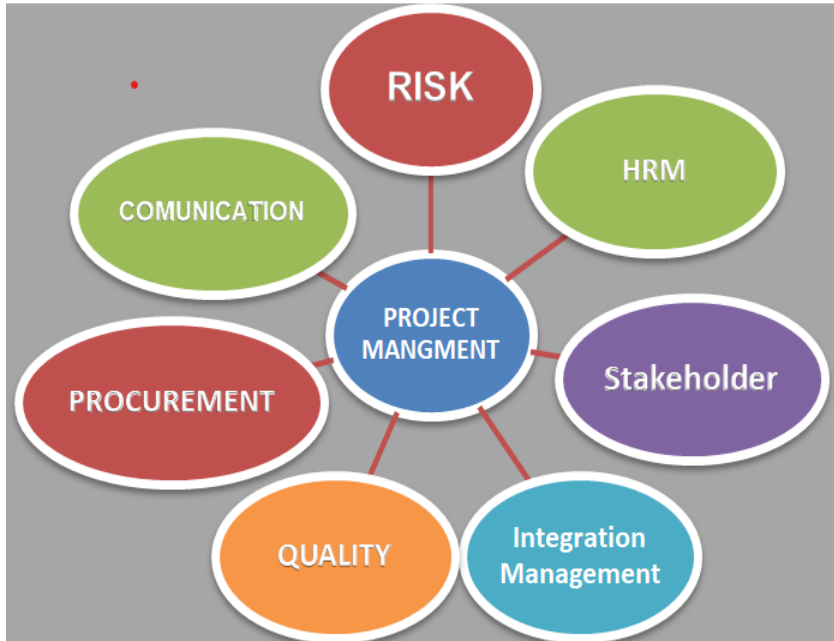 RISK
HRM
COMUNICATION
PROJECT
MANGMENT
Stakeholder
PROCUREMENT
Integration
Management
QUALITY